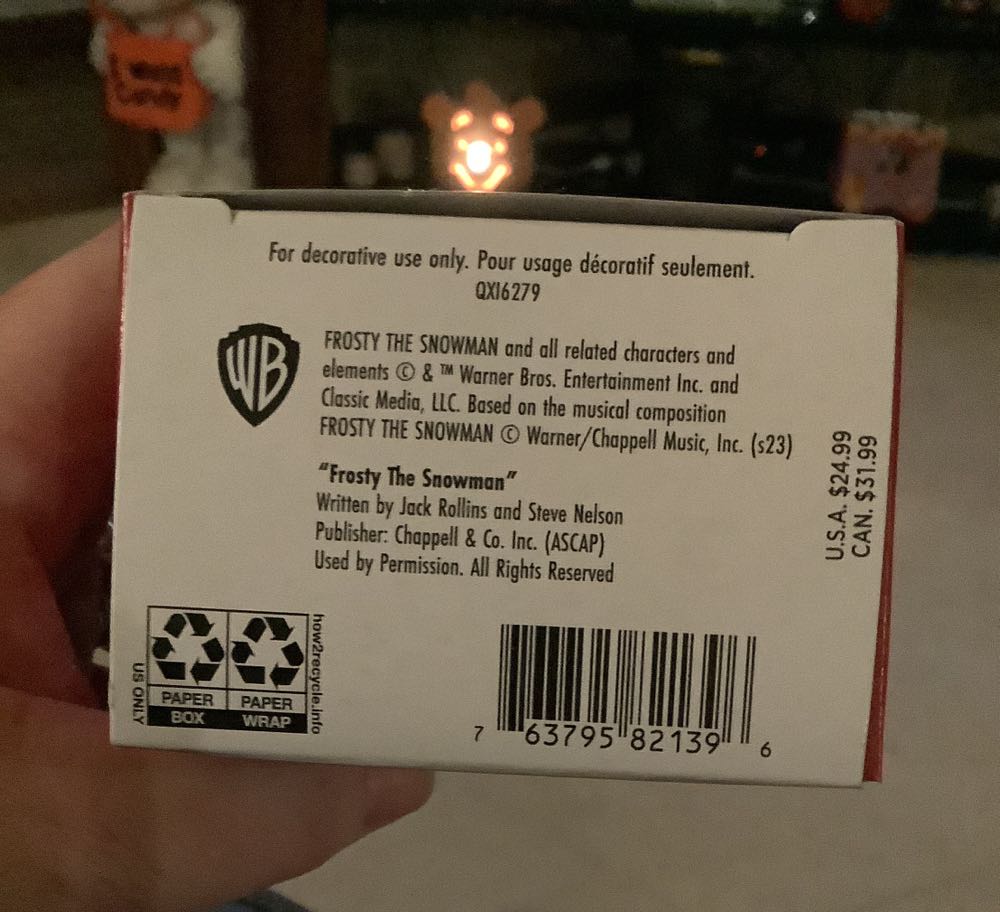 I Want
Candy
For decorative use only. Pour usage décoratif seulement.
QXI6279
WB
FROSTY THE SNOWMAN and all related characters and
elements © & ™ Warner Bros. Entertainment Inc. and
Classic Media, LLC. Based on the musical composition
FROSTY THE SNOWMAN © Warner/Chappell Music, Inc. (s23)
“Frosty The Snowman”
Written by Jack Rollins and Steve Nelson
Publisher: Chappell & Co. Inc. (ASCAP)
Used by Permission. All Rights Reserved
U.S.A. $24.99
CAN. $31.99
US ONLY
PAPER
BOX
PAPER
WRAP
how2recycle.info
7 63795 82139 6